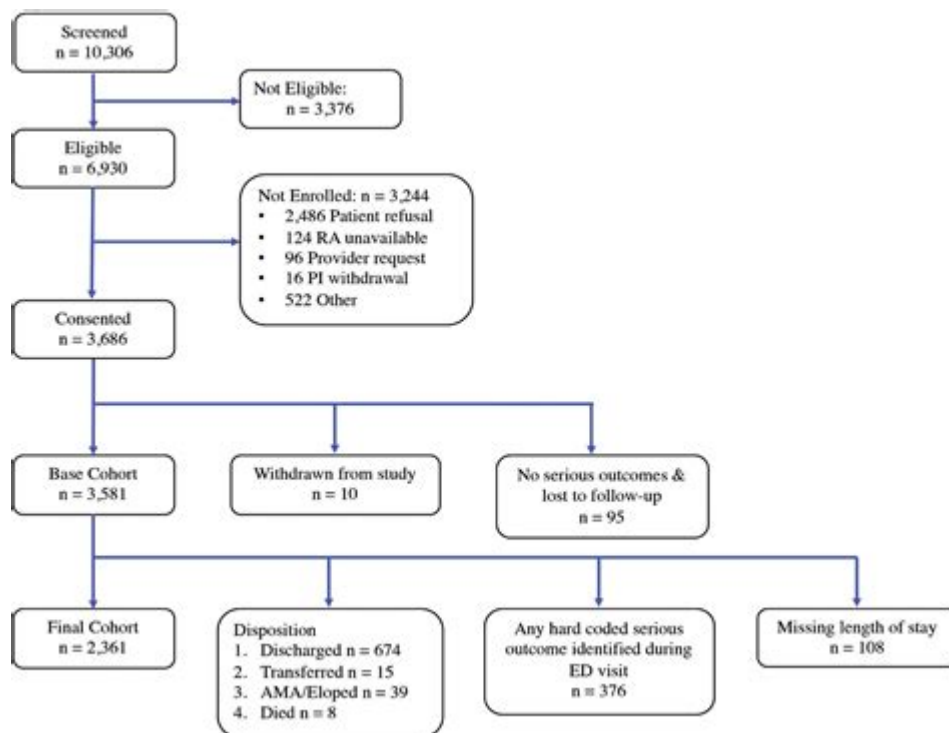 Screened
n = 10,306
Not Eligible:
n = 3,376
Eligible
n = 6,930
Not Enrolled: n = 3,244
• 2,486 Patient refusal
• 124 RA unavailable
• 96 Provider request
• 16 PI withdrawal
• 522 Other
Consented
n = 3,686
Base Cohort
n = 3,581
Withdrawn from study
n = 10
No serious outcomes &
lost to follow-up
n = 95
Final Cohort
n = 2,361
Disposition
1. Discharged n = 674
2. Transferred n = 15
3. AMA/Eloped n = 39
4. Died n = 8
Any hard coded serious
outcome identified during
ED visit
n = 376
Missing length of stay
n = 108